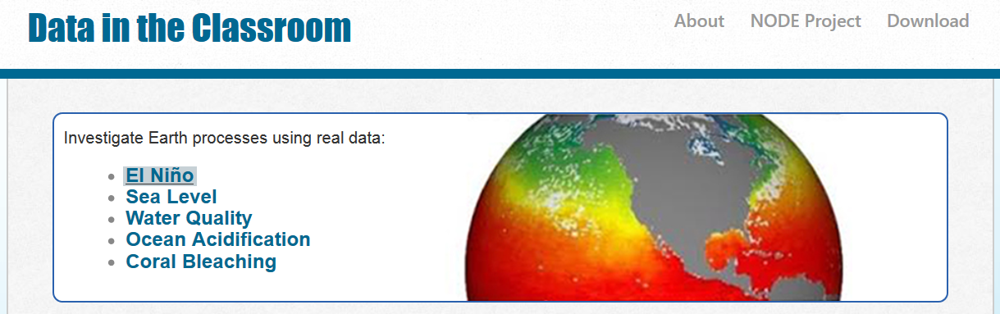 Data in the Classroom
About NODE Project Download
Investigate Earth processes using real data:
El Niño
Sea Level
Water Quality
Ocean Acidification
Coral Bleaching